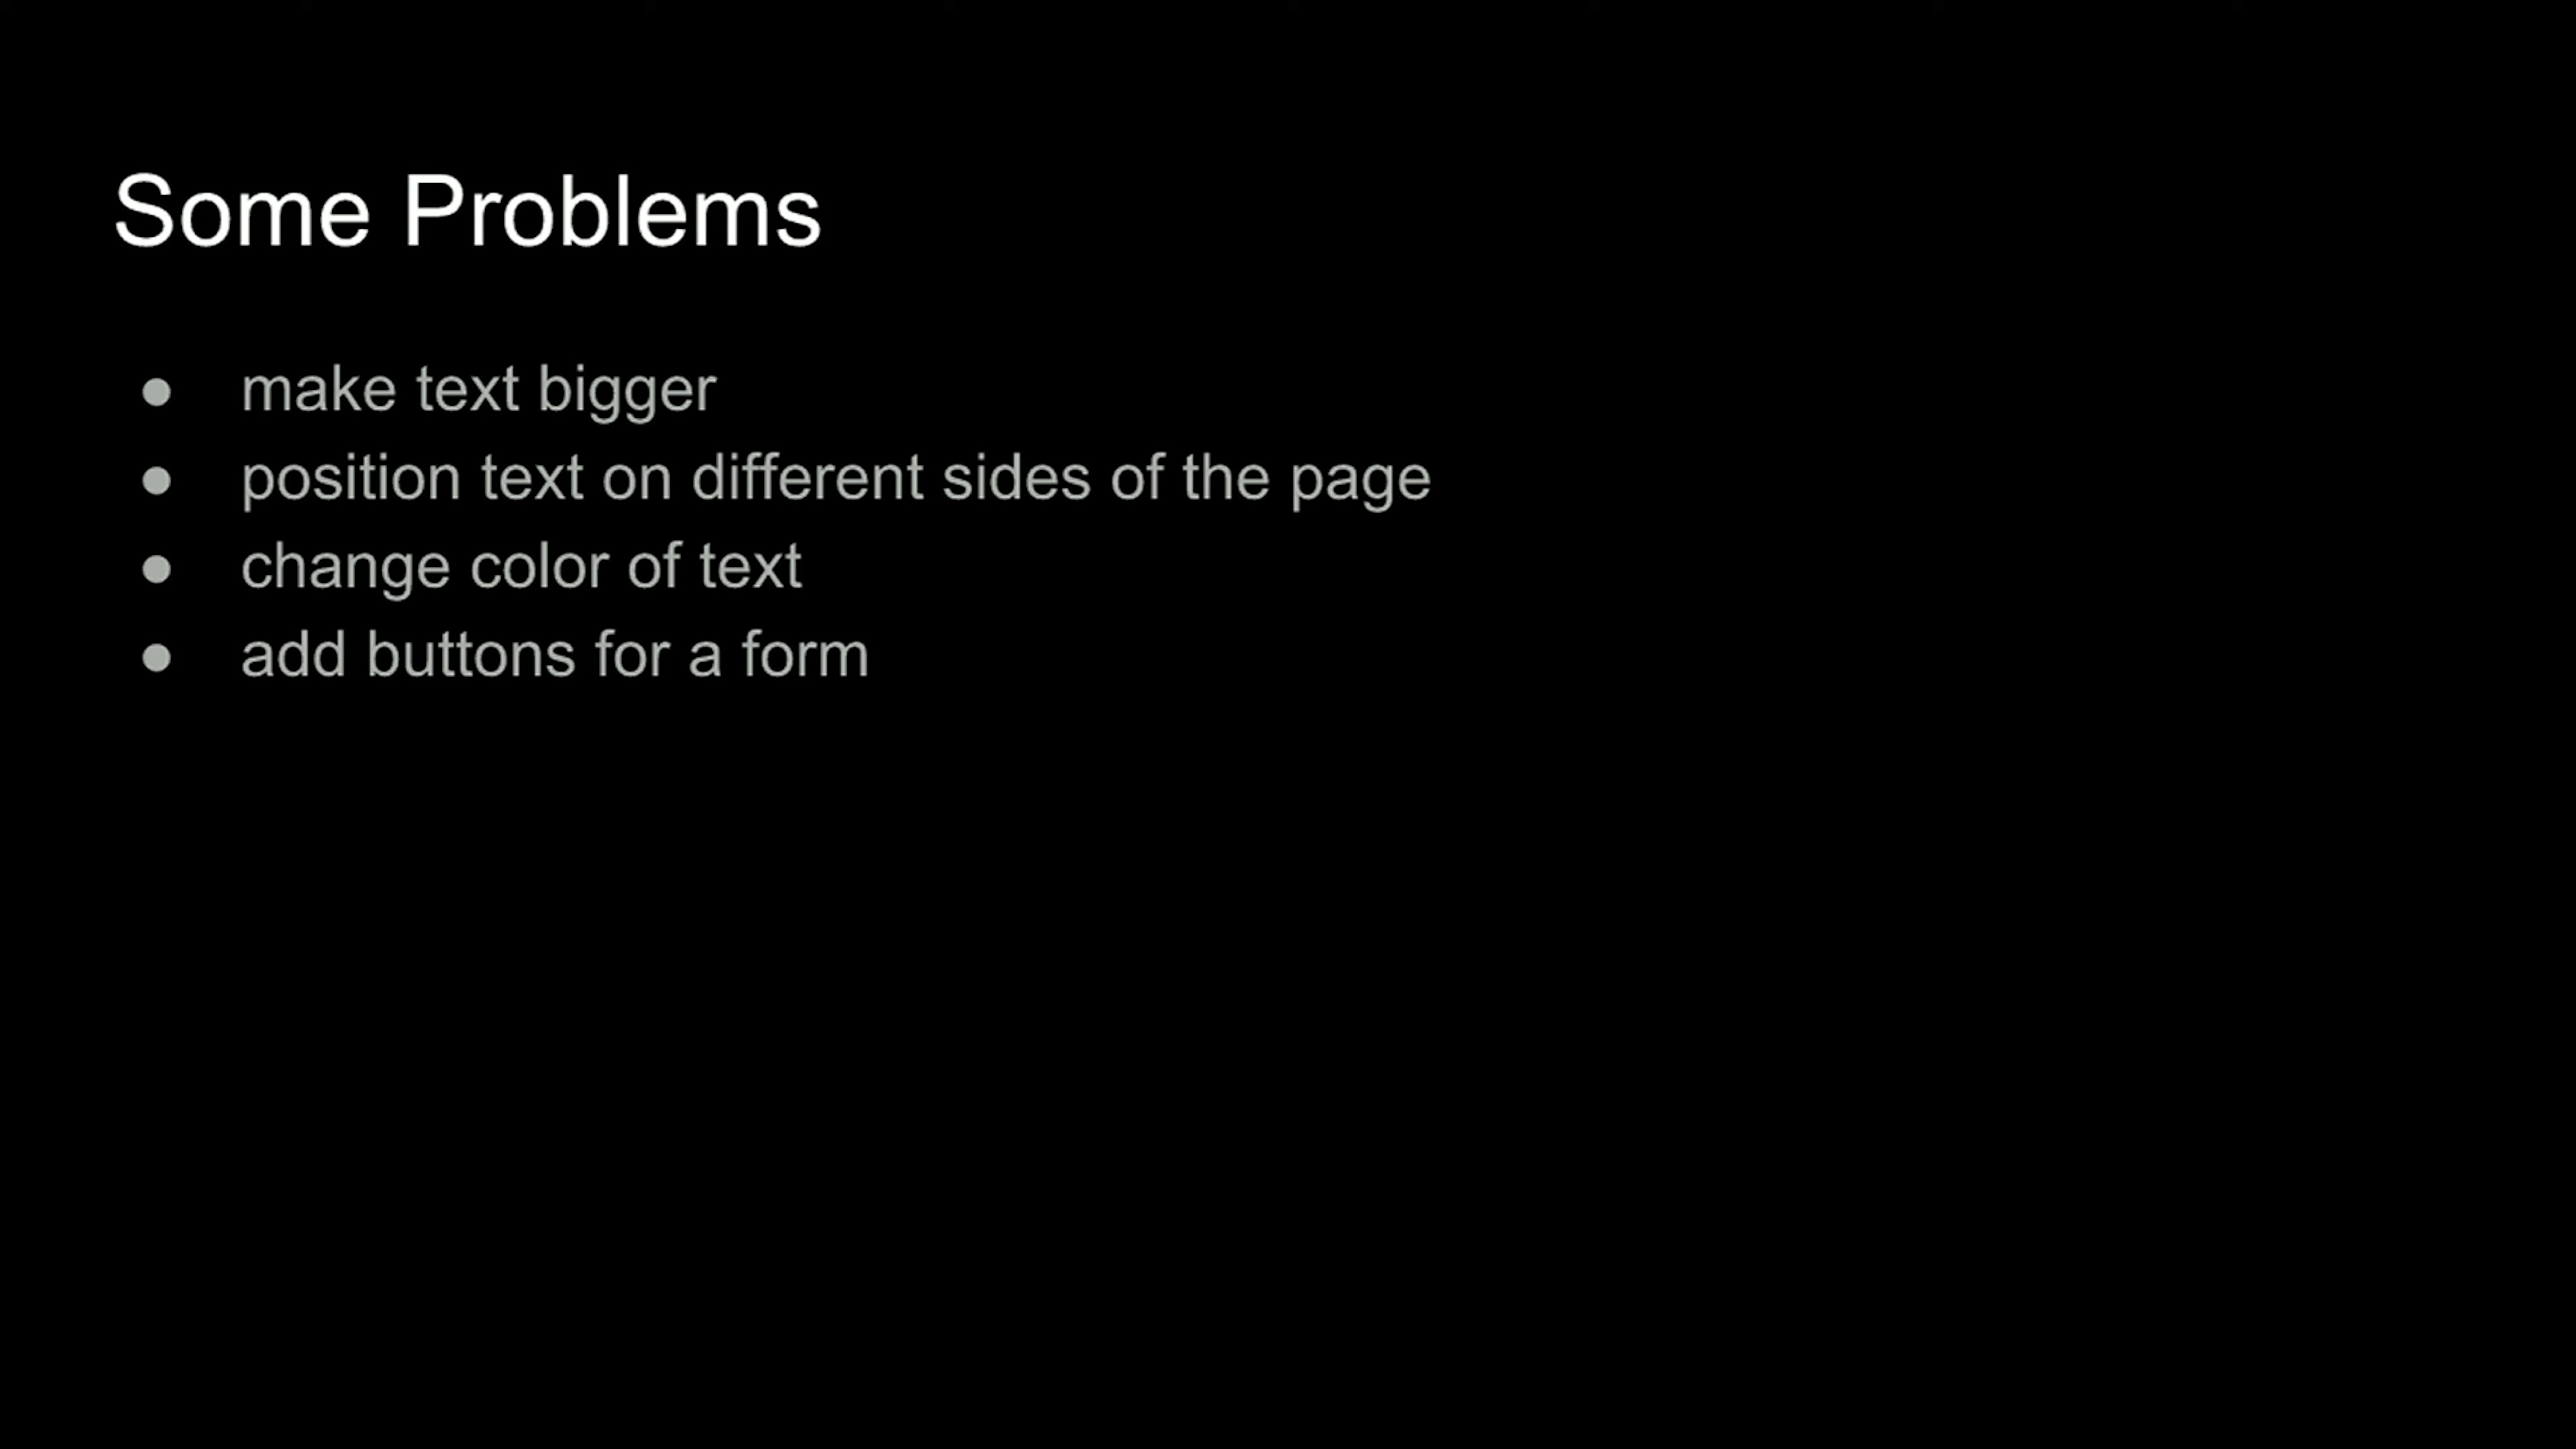 Some Problems
● make text bigger
● position text on different sides of the page
● change color of text
● add buttons for a form